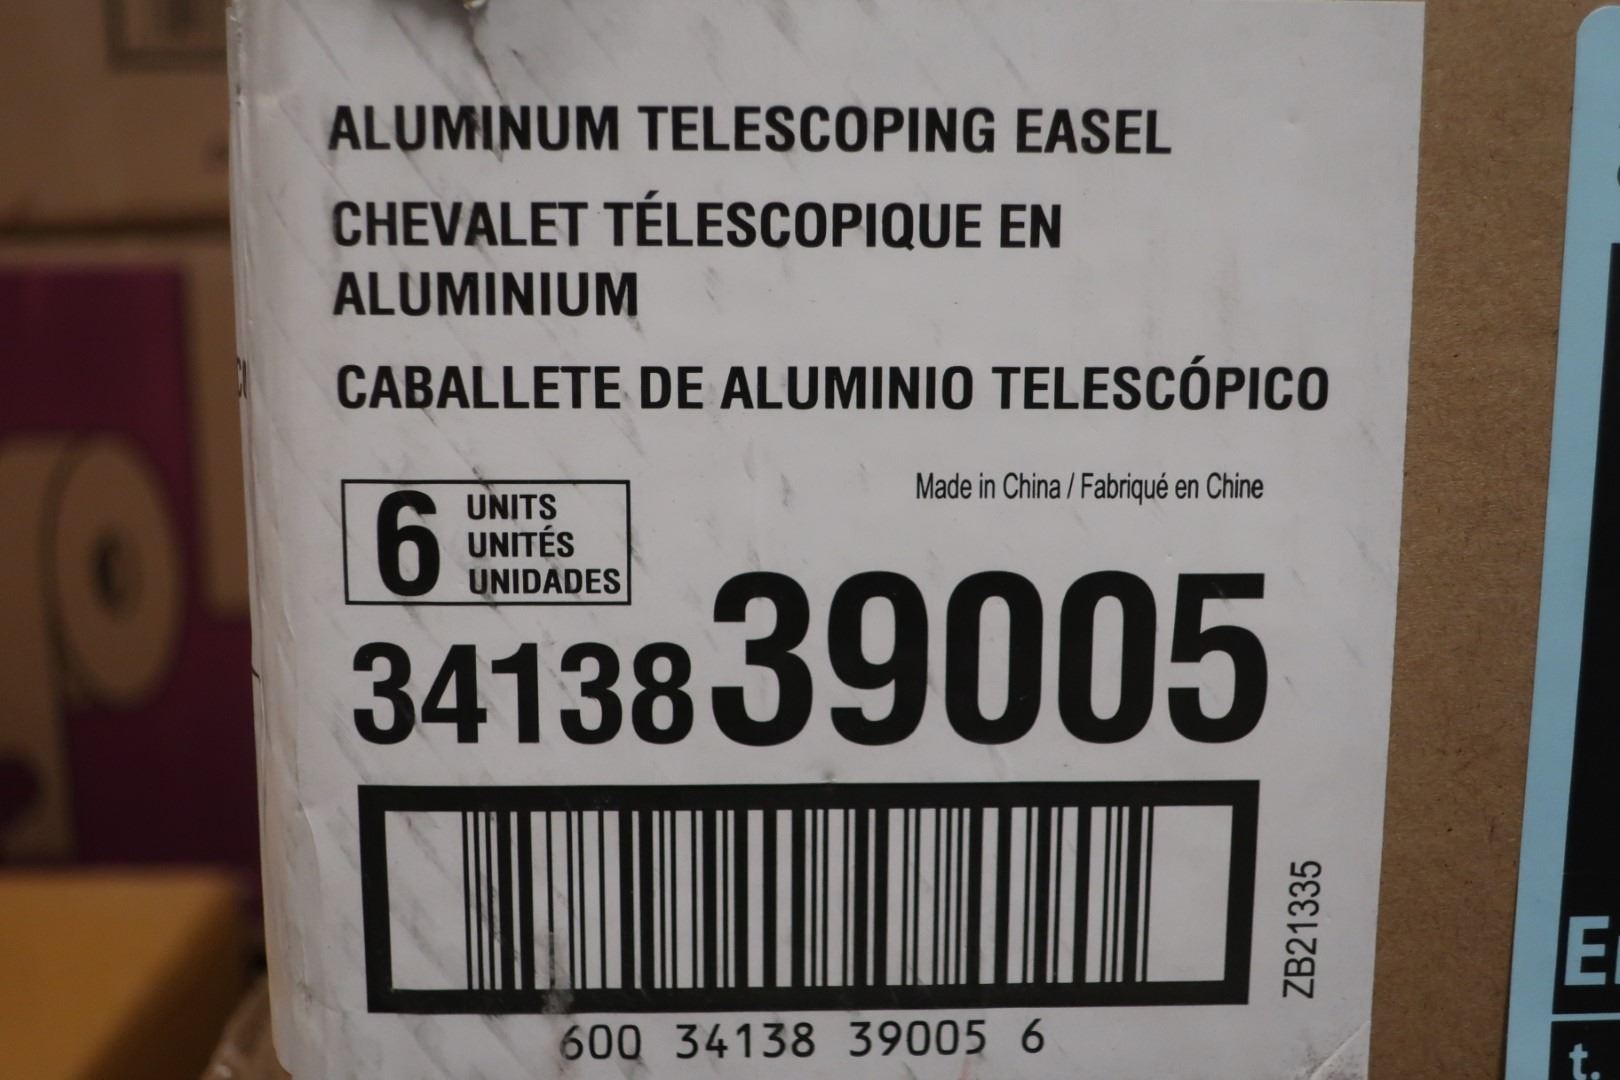 ALUMINUM TELESCOPING EASEL
CHEVALET TÉLESCOPIQUE EN
ALUMINIUM
CABALLETE DE ALUMINIO TELESCÓPICO
Made in China / Fabriqué en Chine
6 UNITS
UNITÉS
UNIDADES
34138 39005
ZB21335
600 34138 39005 6
t.